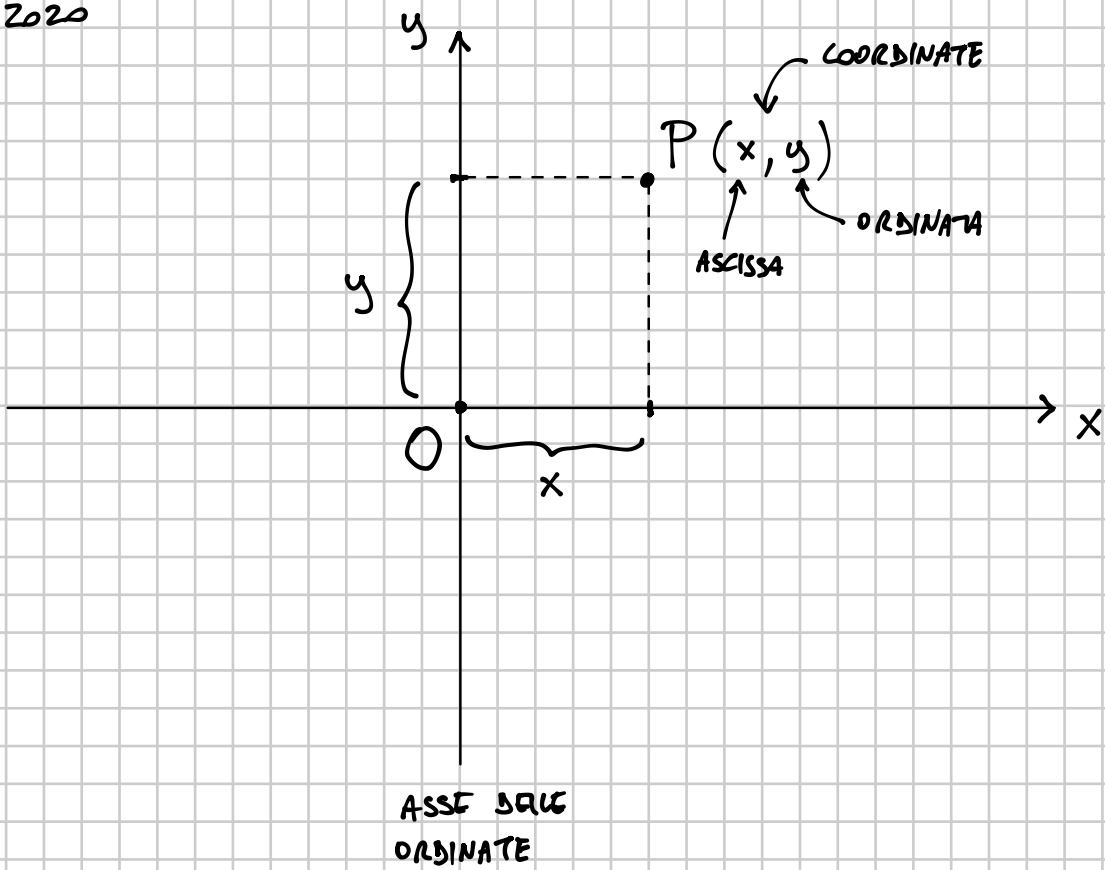 2020
y
COORDINATE
P (x, y)
ORDINATA
ASCISSA
y
O
x
x
ASSE DELLE
ORDINATE